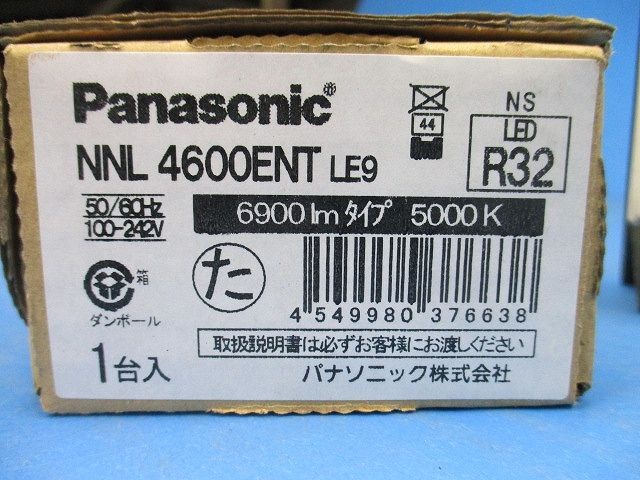 Panasonic
NNL 4600ENT LE9
44
NS
LED
R32
50/60Hz
100-242V
6900 lmタイプ 5000K
た
箱
ダンボール
4 549980 376638
取扱説明書は必ずお客様にお渡しください
1台入
パナソニック株式会社